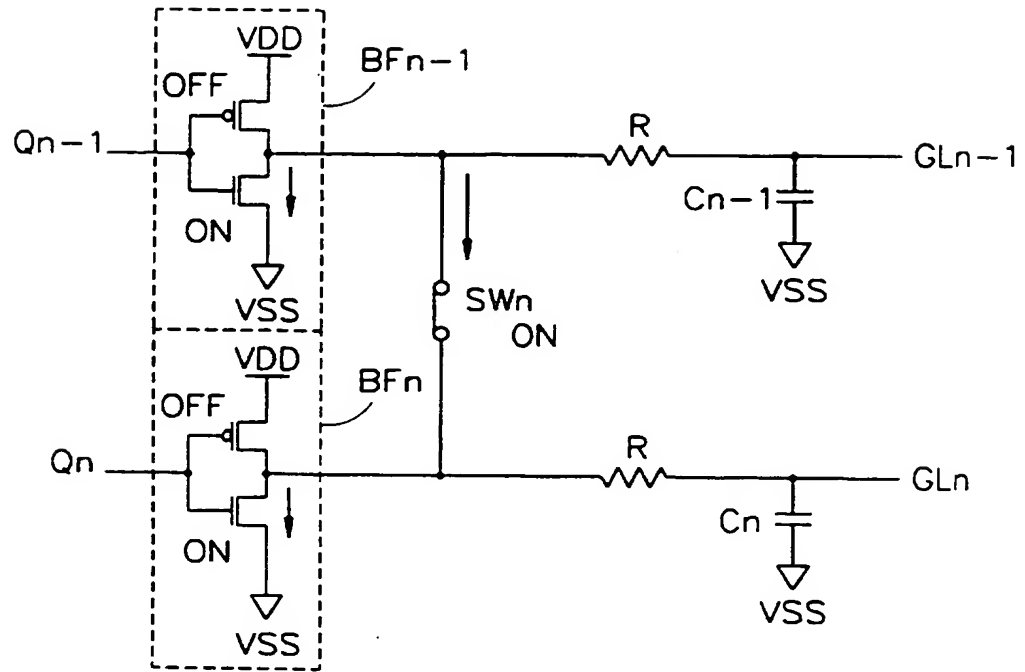 VDD
BFn-1
OFF
Qn-1
R
GLn-1
Cn-1
ON
VSS
VSS
SWn
ON
VDD
BFn
OFF
R
Qn
GLn
Cn
ON
VSS
VSS